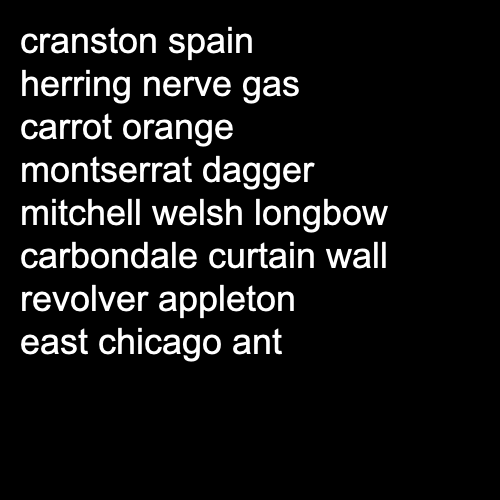 cranston spain
herring nerve gas
carrot orange
montserrat dagger
mitchell welsh longbow
carbondale curtain wall
revolver appleton
east chicago ant